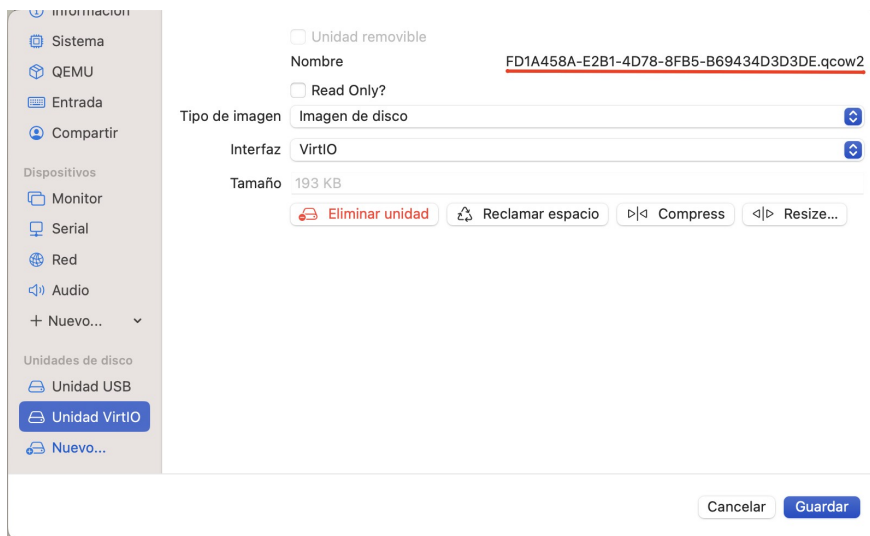 Información
Sistema
QEMU
Entrada
Compartir
Dispositivos
Monitor
Serial
Red
Audio
Nuevo...
Unidades de disco
Unidad USB
Unidad VirtIO
Nuevo...
Unidad removible
Nombre FD1A458A-E2B1-4D78-8FB5-B69434D3D3DE.qcow2
Read Only?
Tipo de imagen Imagen de disco
Interfaz VirtIO
Tamaño 193 KB
Eliminar unidad Reclamar espacio Compress Resize...
Cancelar Guardar